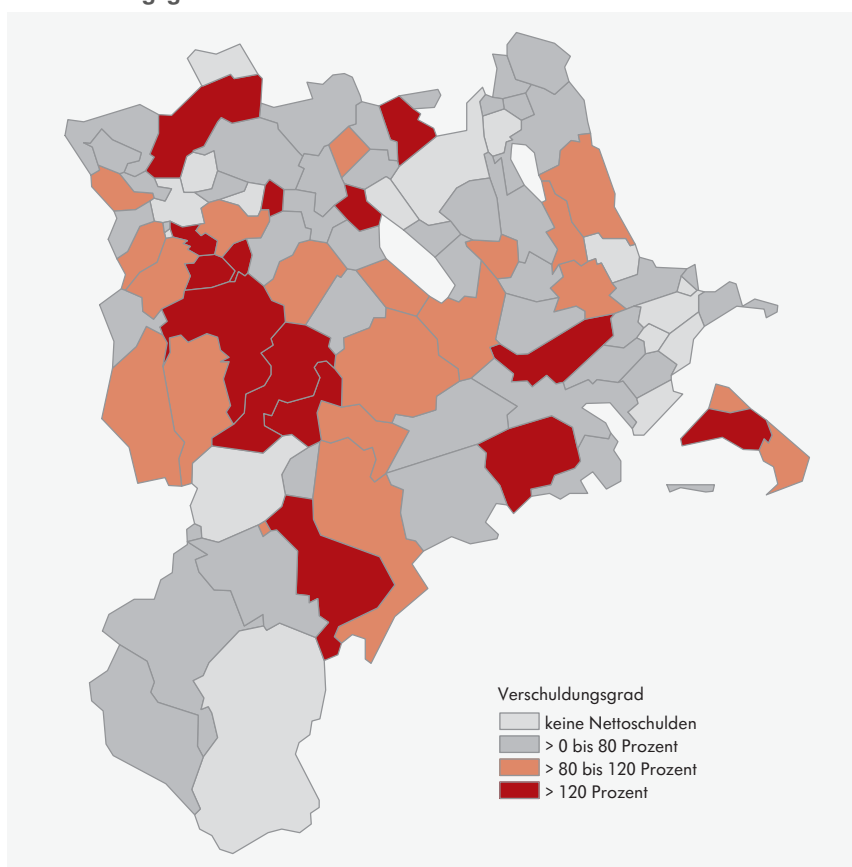 Verschuldungsgrad
keine Nettoschulden
> 0 bis 80 Prozent
> 80 bis 120 Prozent
> 120 Prozent